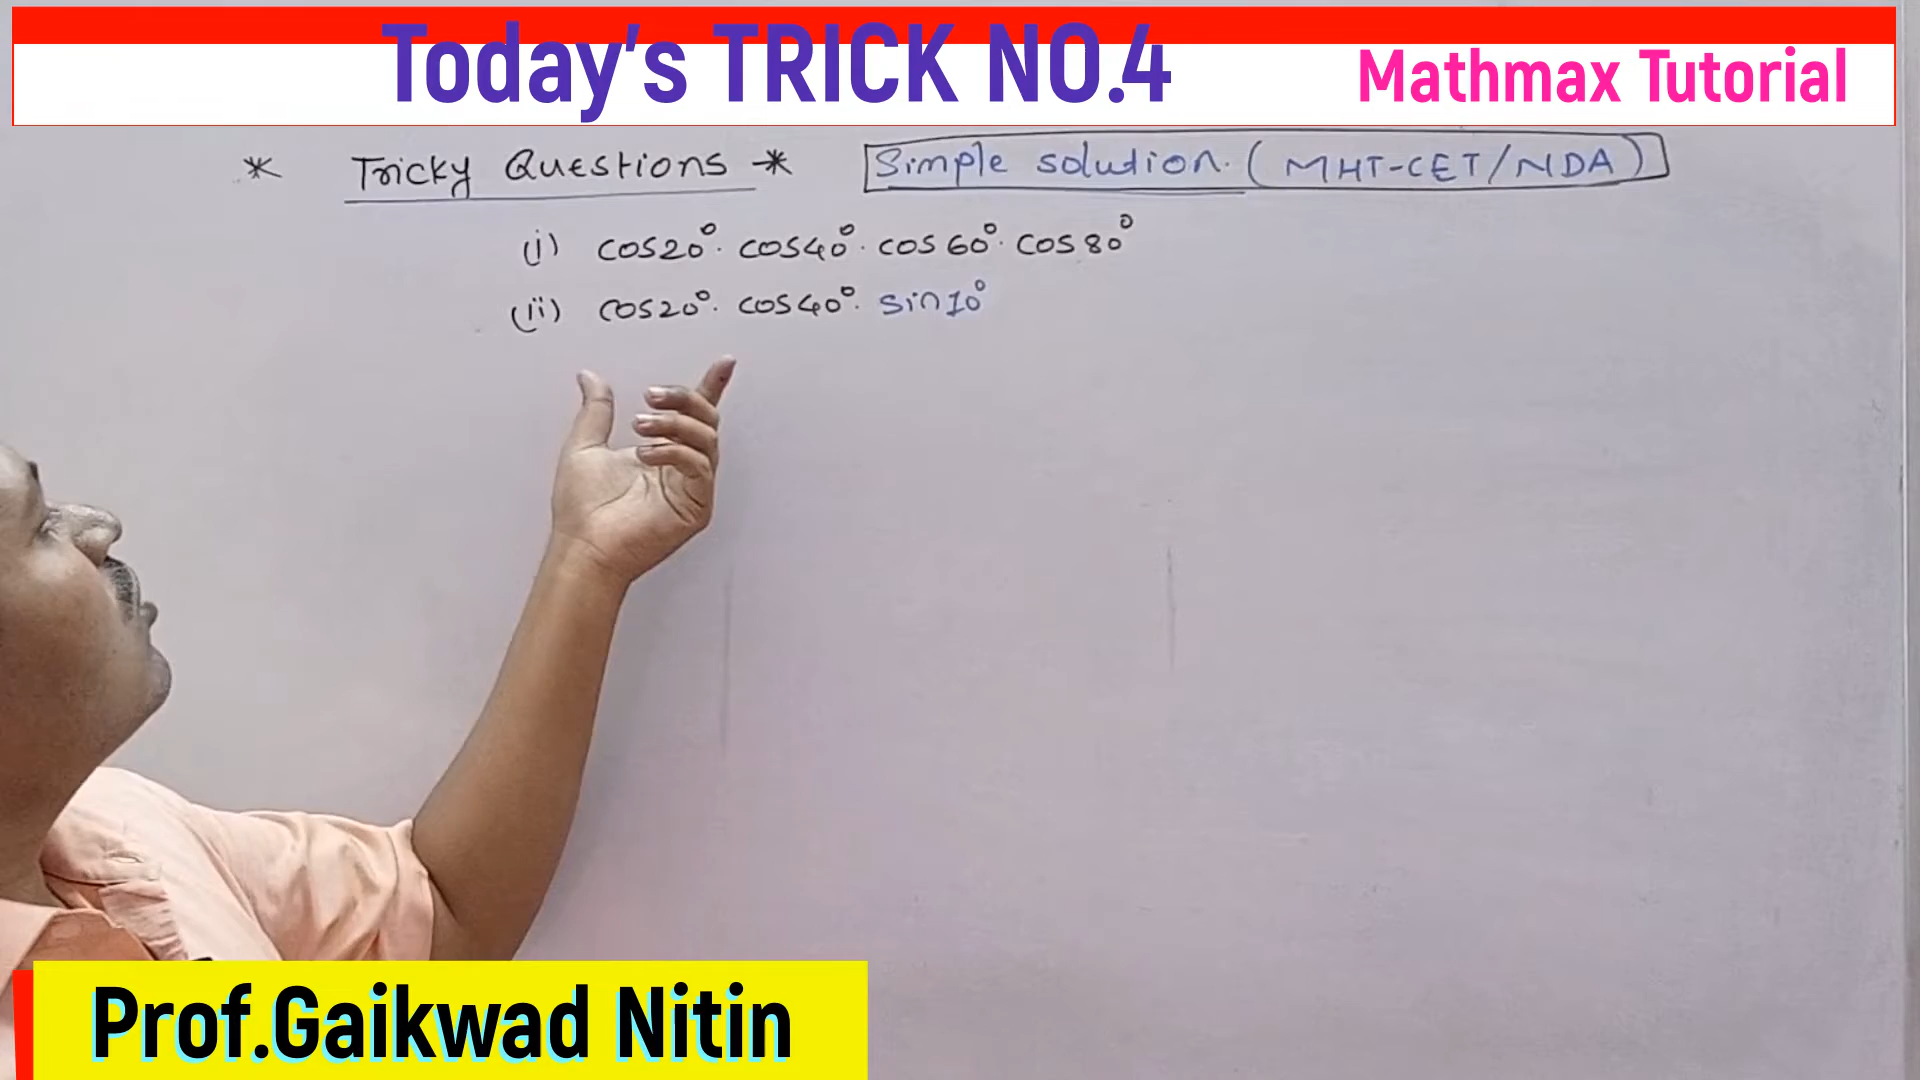 Today's TRICK NO.4
Mathmax Tutorial
* Tricky Questions * Simple solution. (MHT-CET/NDA)
(i) cos20°. cos40°. cos60°. cos80°
(ii) cos20°. cos40°. sin10°
Prof.Gaikwad Nitin